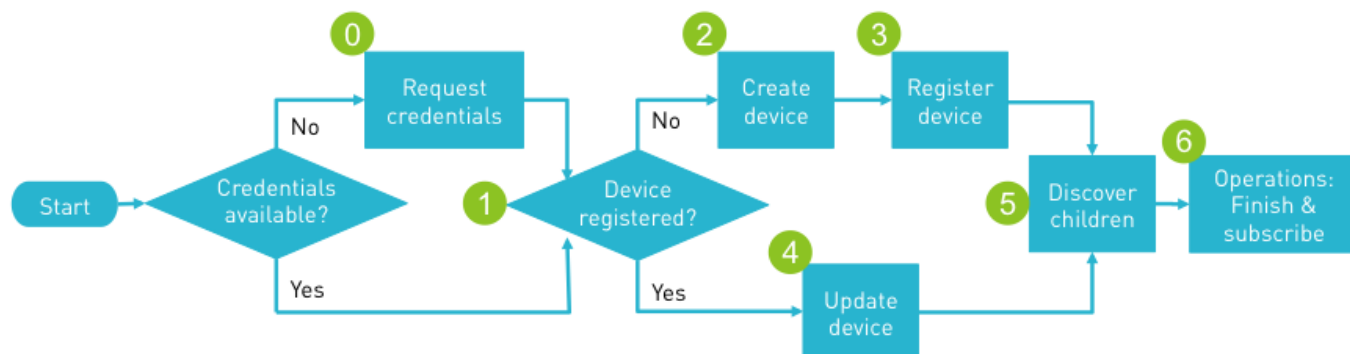 Start
Credentials
available?
No
Yes
0
Request
credentials
1
Device
registered?
No
Yes
2
Create
device
3
Register
device
4
Update
device
5
Discover
children
6
Operations:
Finish &
subscribe